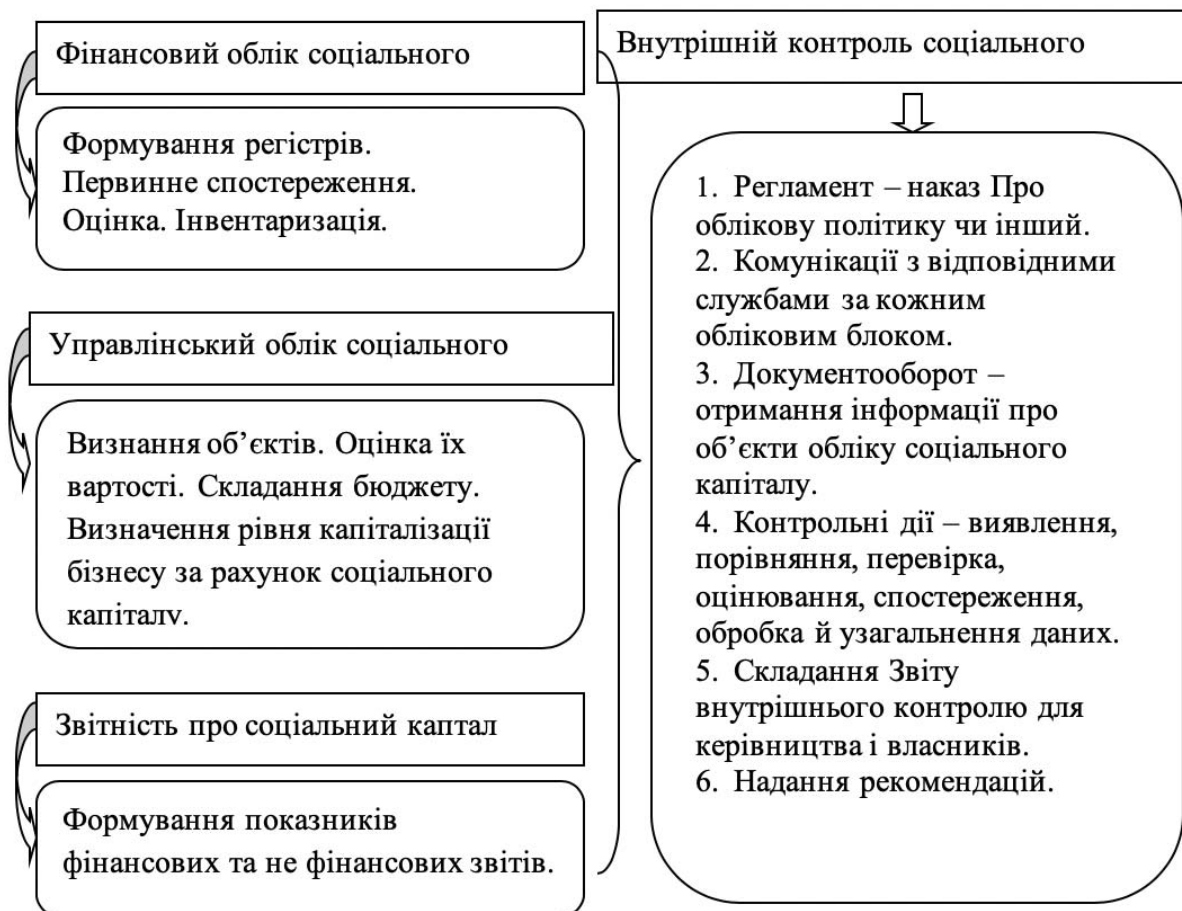 Фінансовий облік соціального
Формування регістрів.
Первинне спостереження.
Оцінка. Інвентаризація.
Управлінський облік соціального
Визнання об’єктів. Оцінка їх
вартості. Складання бюджету.
Визначення рівня капіталізації
бізнесу за рахунок соціального
капіталу.
Звітність про соціальний каптал
Формування показників
фінансових та не фінансових звітів.
Внутрішній контроль соціального
1. Регламент – наказ Про
облікову політику чи інший.
2. Комунікації з відповідними
службами за кожним
обліковим блоком.
3. Документооборот –
отримання інформації про
об’єкти обліку соціального
капіталу.
4. Контрольні дії – виявлення,
порівняння, перевірка,
оцінювання, спостереження,
обробка й узагальнення даних.
5. Складання Звіту
внутрішнього контролю для
керівництва і власників.
6. Надання рекомендацій.